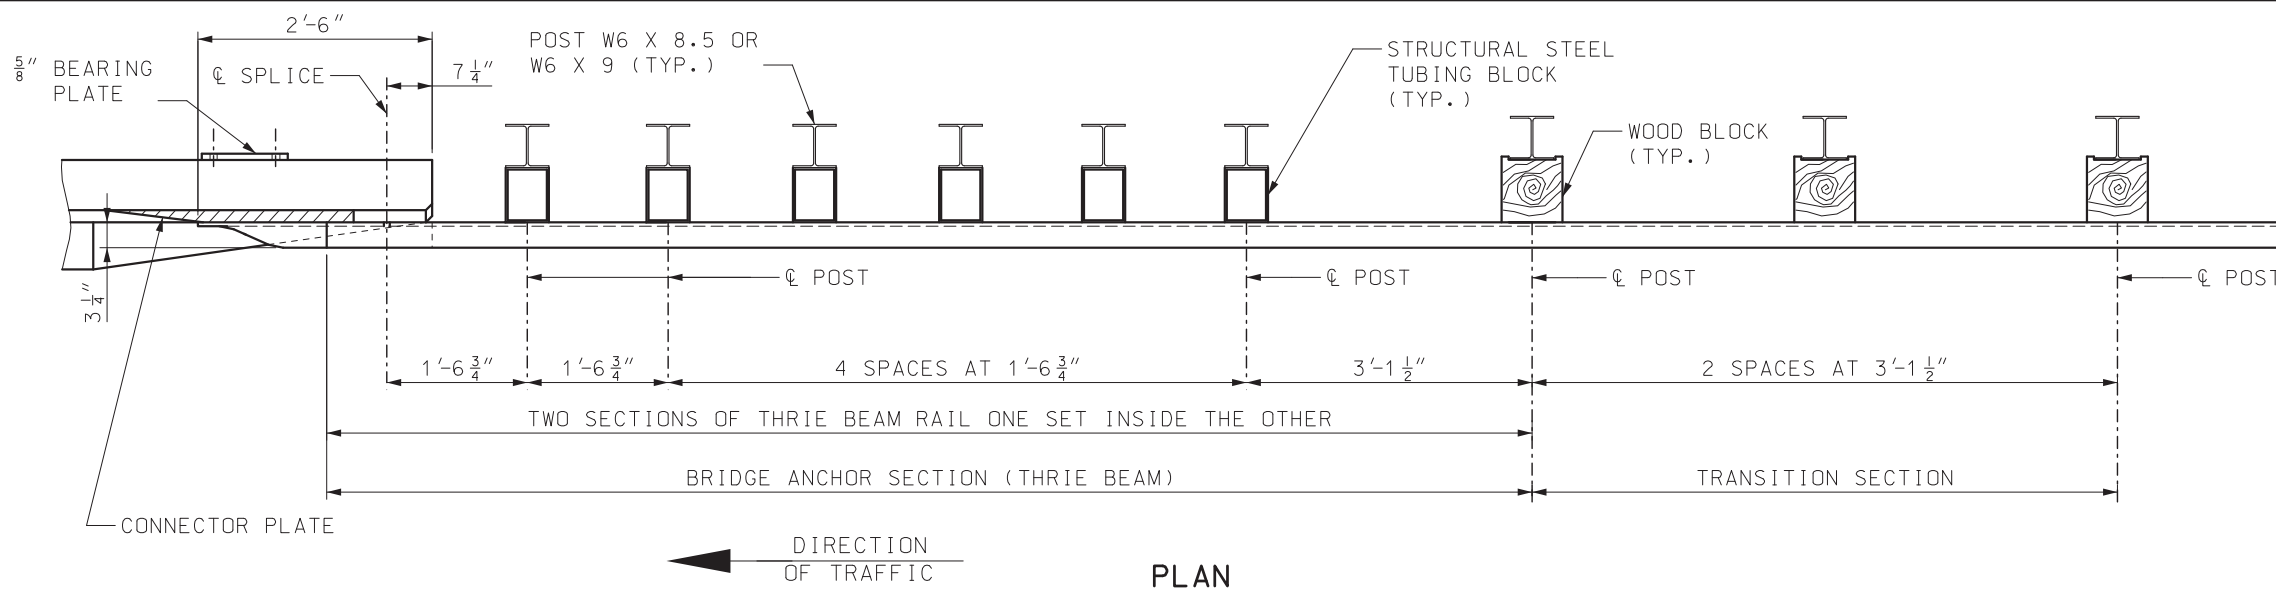 2'-6"
POST W6 X 8.5 OR
W6 X 9 (TYP.)
STRUCTURAL STEEL
TUBING BLOCK
(TYP.)
5/8" BEARING
PLATE
℄ SPLICE
7 1/4"
WOOD BLOCK
(TYP.)
3 1/4"
℄ POST
℄ POST
℄ POST
℄ POST
1'-6 3/4"
1'-6 3/4"
4 SPACES AT 1'-6 3/4"
3'-1 1/2"
2 SPACES AT 3'-1 1/2"
TWO SECTIONS OF THRIE BEAM RAIL ONE SET INSIDE THE OTHER
BRIDGE ANCHOR SECTION (THRIE BEAM)
TRANSITION SECTION
CONNECTOR PLATE
DIRECTION
OF TRAFFIC
PLAN